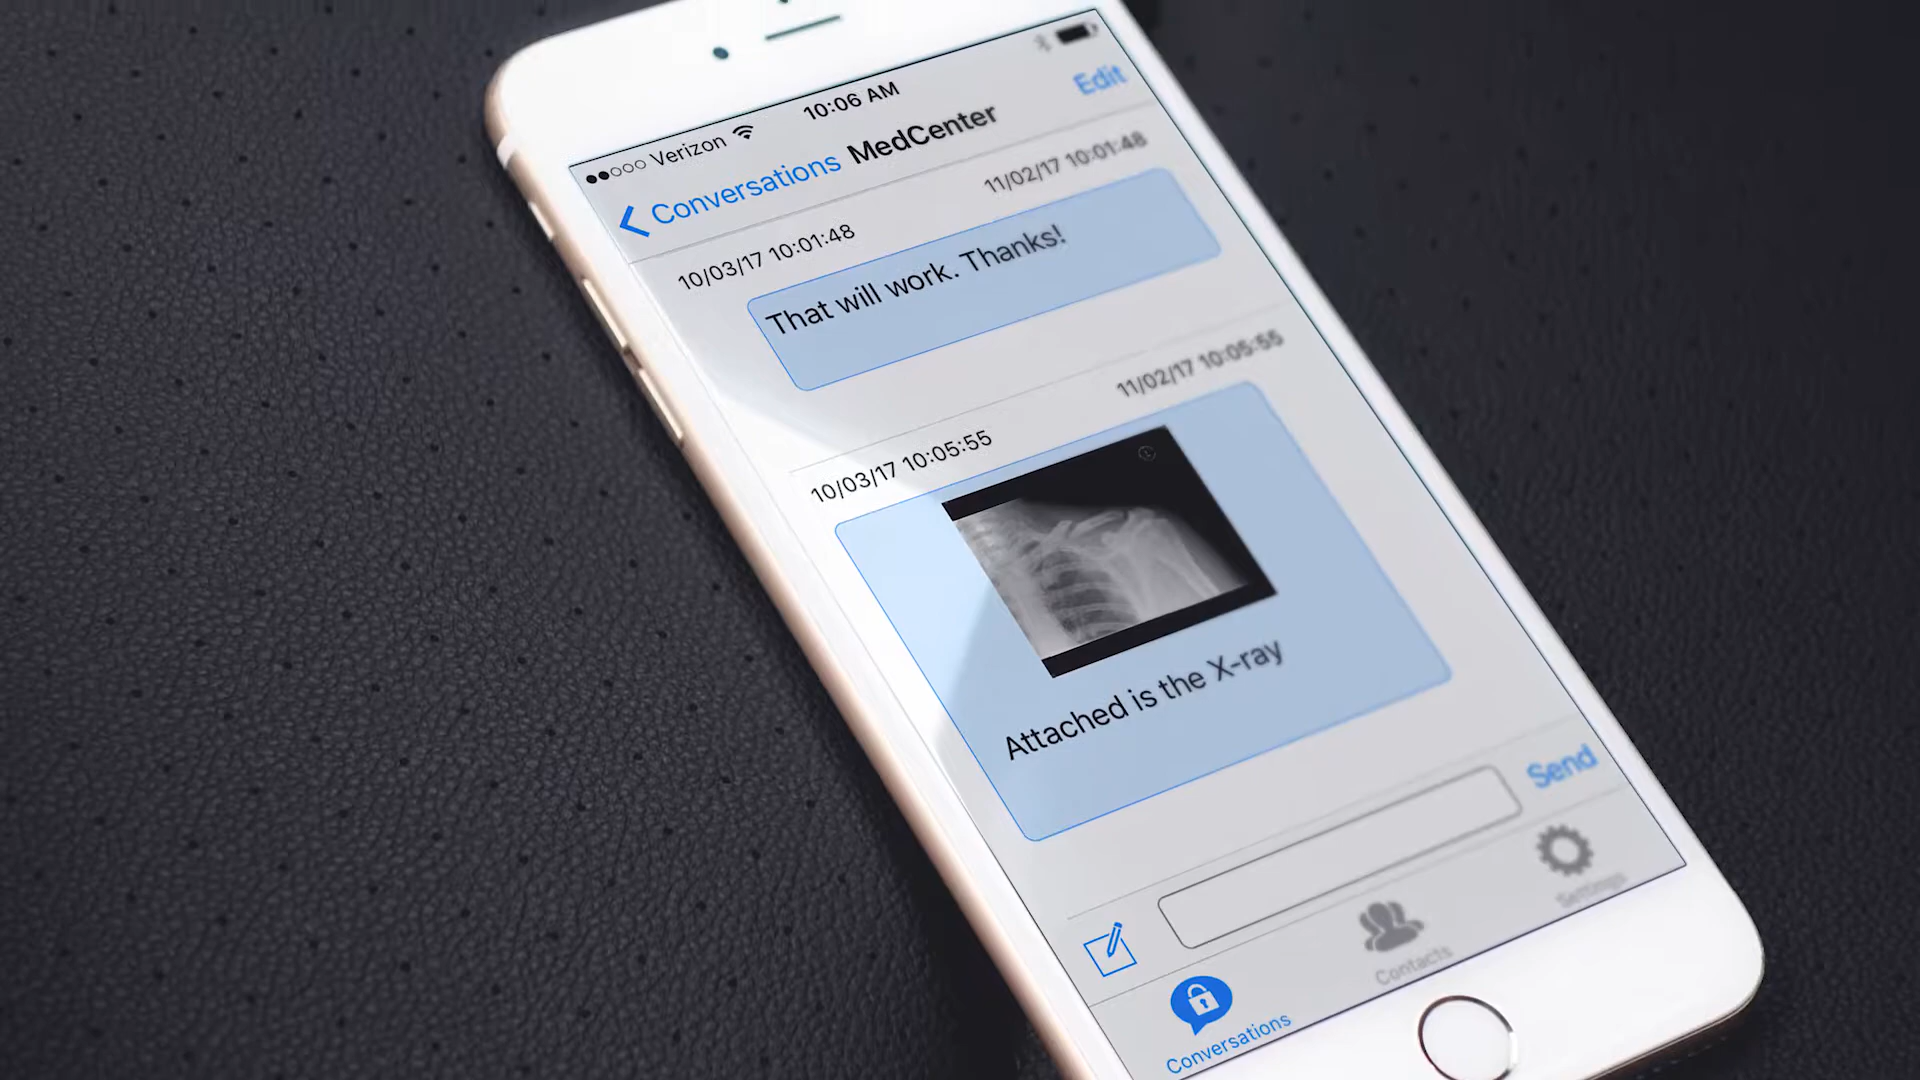 Verizon 10:06 AM
Conversations MedCenter Edit
10/03/17 10:01:48 11/02/17 10:01:48
That will work. Thanks!
10/03/17 10:05:55 11/02/17 10:05:55
Attached is the X-ray
Send
Conversations Contacts Settings